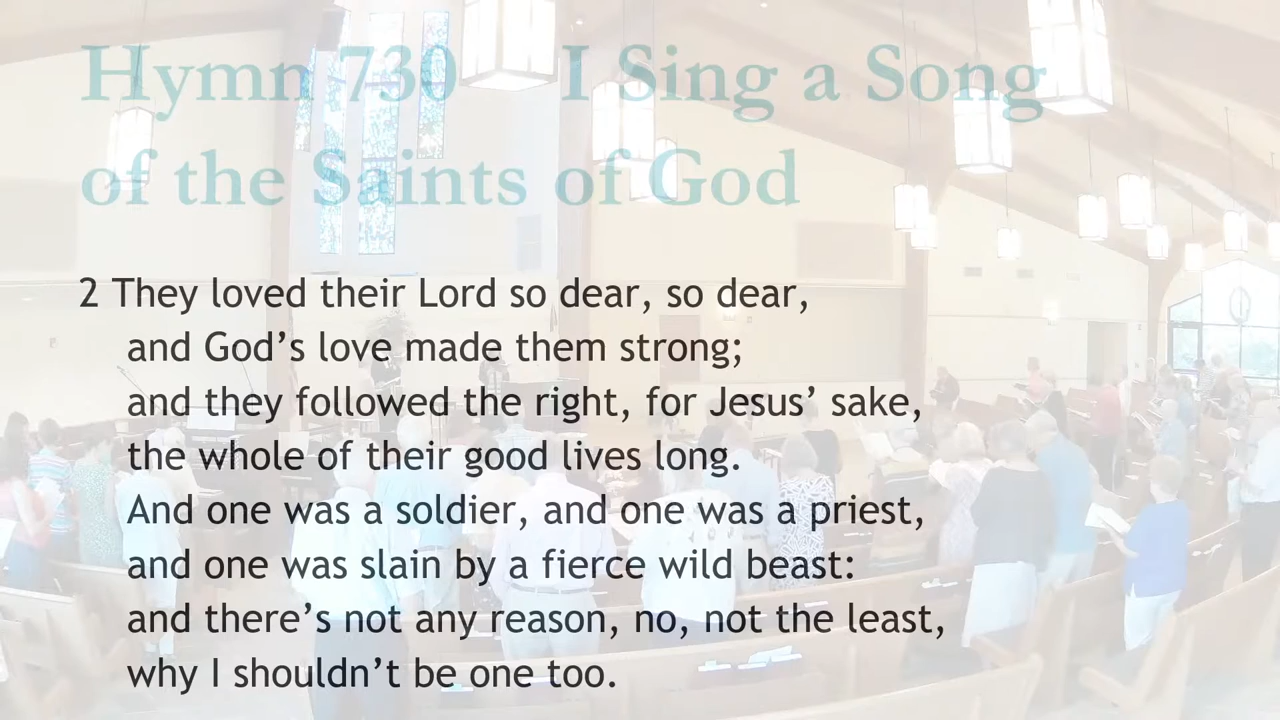 Hymn 730 I Sing a Song
of the Saints of God
2 They loved their Lord so dear, so dear,
and God’s love made them strong;
and they followed the right, for Jesus’ sake,
the whole of their good lives long.
And one was a soldier, and one was a priest,
and one was slain by a fierce wild beast:
and there’s not any reason, no, not the least,
why I shouldn’t be one too.